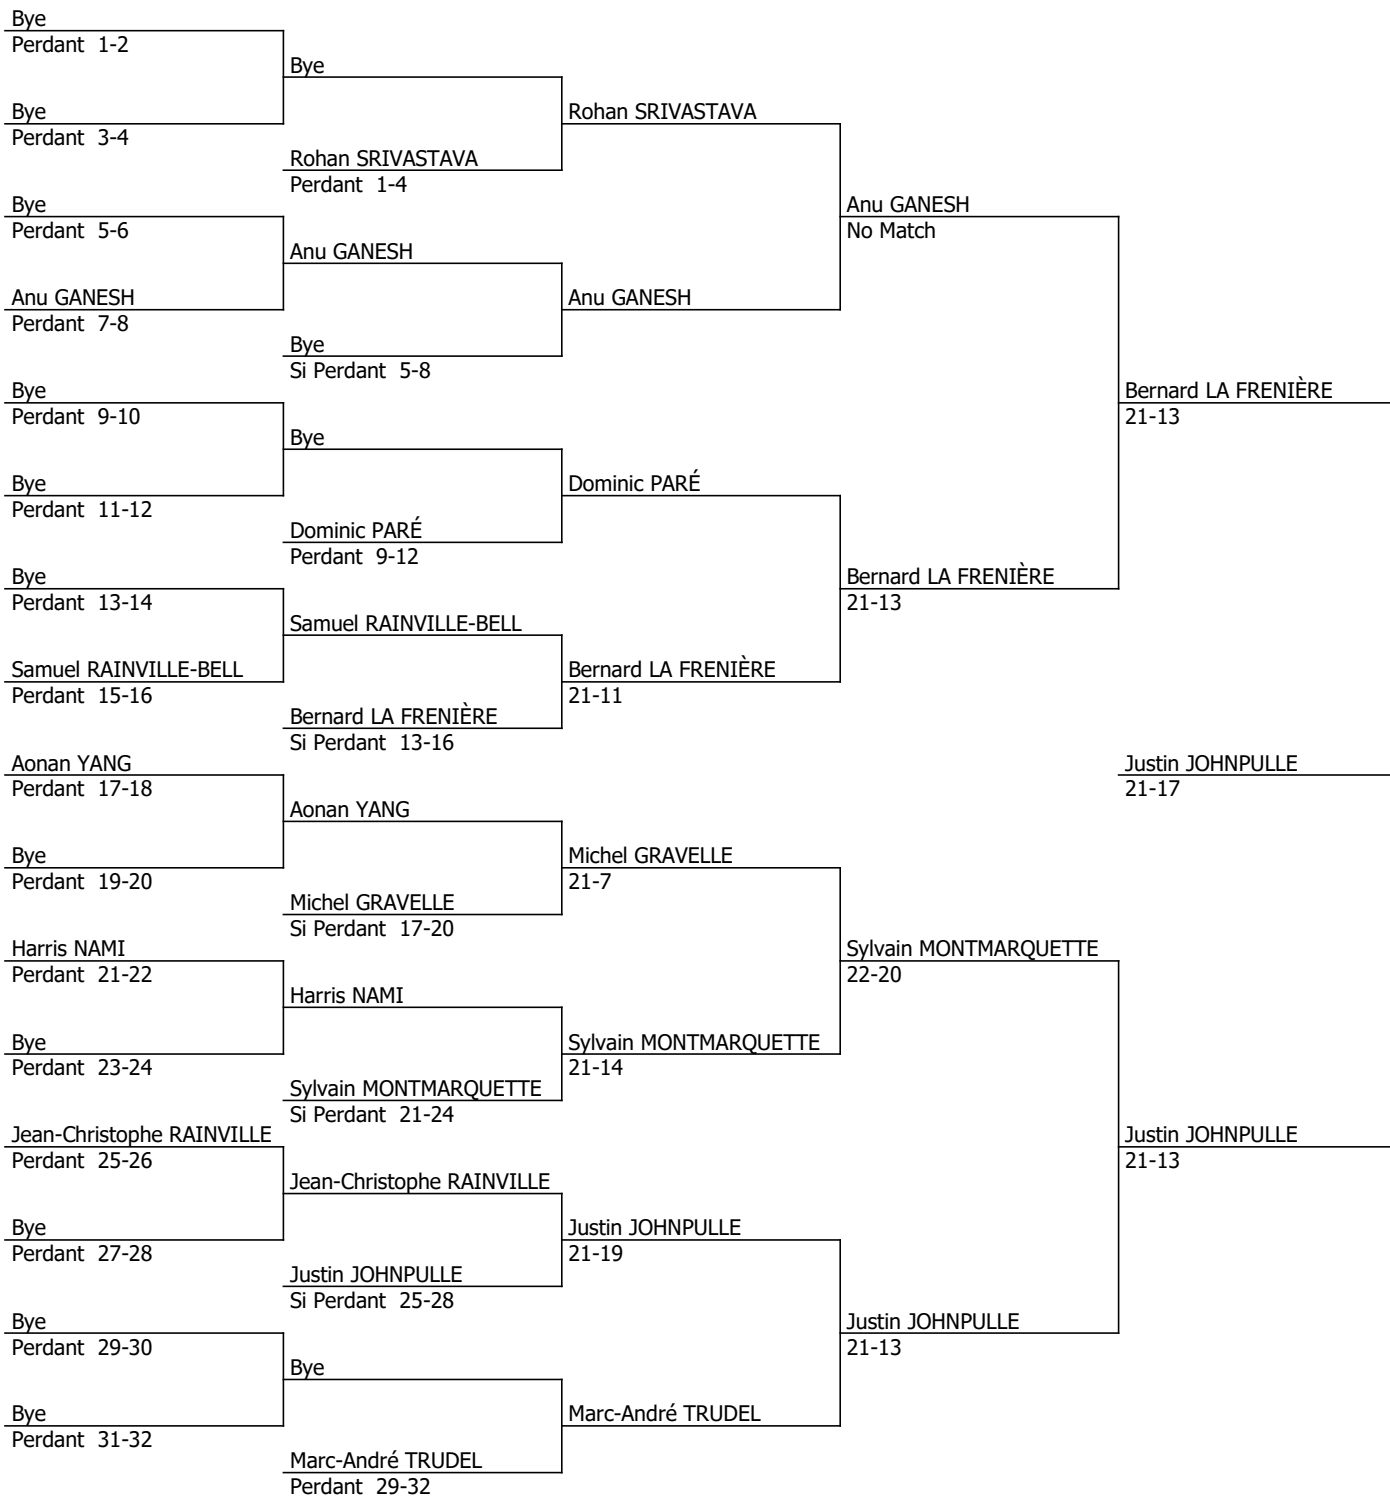 Bye
Perdant 1-2
Bye
Bye
Perdant 3-4
Rohan SRIVASTAVA
Rohan SRIVASTAVA
Perdant 1-4
Bye
Perdant 5-6
Anu GANESH
No Match
Anu GANESH
Anu GANESH
Perdant 7-8
Anu GANESH
Bye
Si Perdant 5-8
Bye
Perdant 9-10
Bernard LA FRENIÈRE
21-13
Bye
Bye
Perdant 11-12
Dominic PARÉ
Dominic PARÉ
Perdant 9-12
Bye
Perdant 13-14
Bernard LA FRENIÈRE
21-13
Samuel RAINVILLE-BELL
Samuel RAINVILLE-BELL
Perdant 15-16
Bernard LA FRENIÈRE
21-11
Bernard LA FRENIÈRE
Si Perdant 13-16
Aonan YANG
Perdant 17-18
Justin JOHNPULLE
21-17
Aonan YANG
Bye
Perdant 19-20
Michel GRAVELLE
21-7
Michel GRAVELLE
Si Perdant 17-20
Harris NAMI
Perdant 21-22
Sylvain MONTMARQUETTE
22-20
Harris NAMI
Bye
Perdant 23-24
Sylvain MONTMARQUETTE
21-14
Sylvain MONTMARQUETTE
Si Perdant 21-24
Jean-Christophe RAINVILLE
Perdant 25-26
Justin JOHNPULLE
21-13
Jean-Christophe RAINVILLE
Bye
Perdant 27-28
Justin JOHNPULLE
21-19
Justin JOHNPULLE
Si Perdant 25-28
Bye
Perdant 29-30
Justin JOHNPULLE
21-13
Bye
Bye
Perdant 31-32
Marc-André TRUDEL
Marc-André TRUDEL
Perdant 29-32